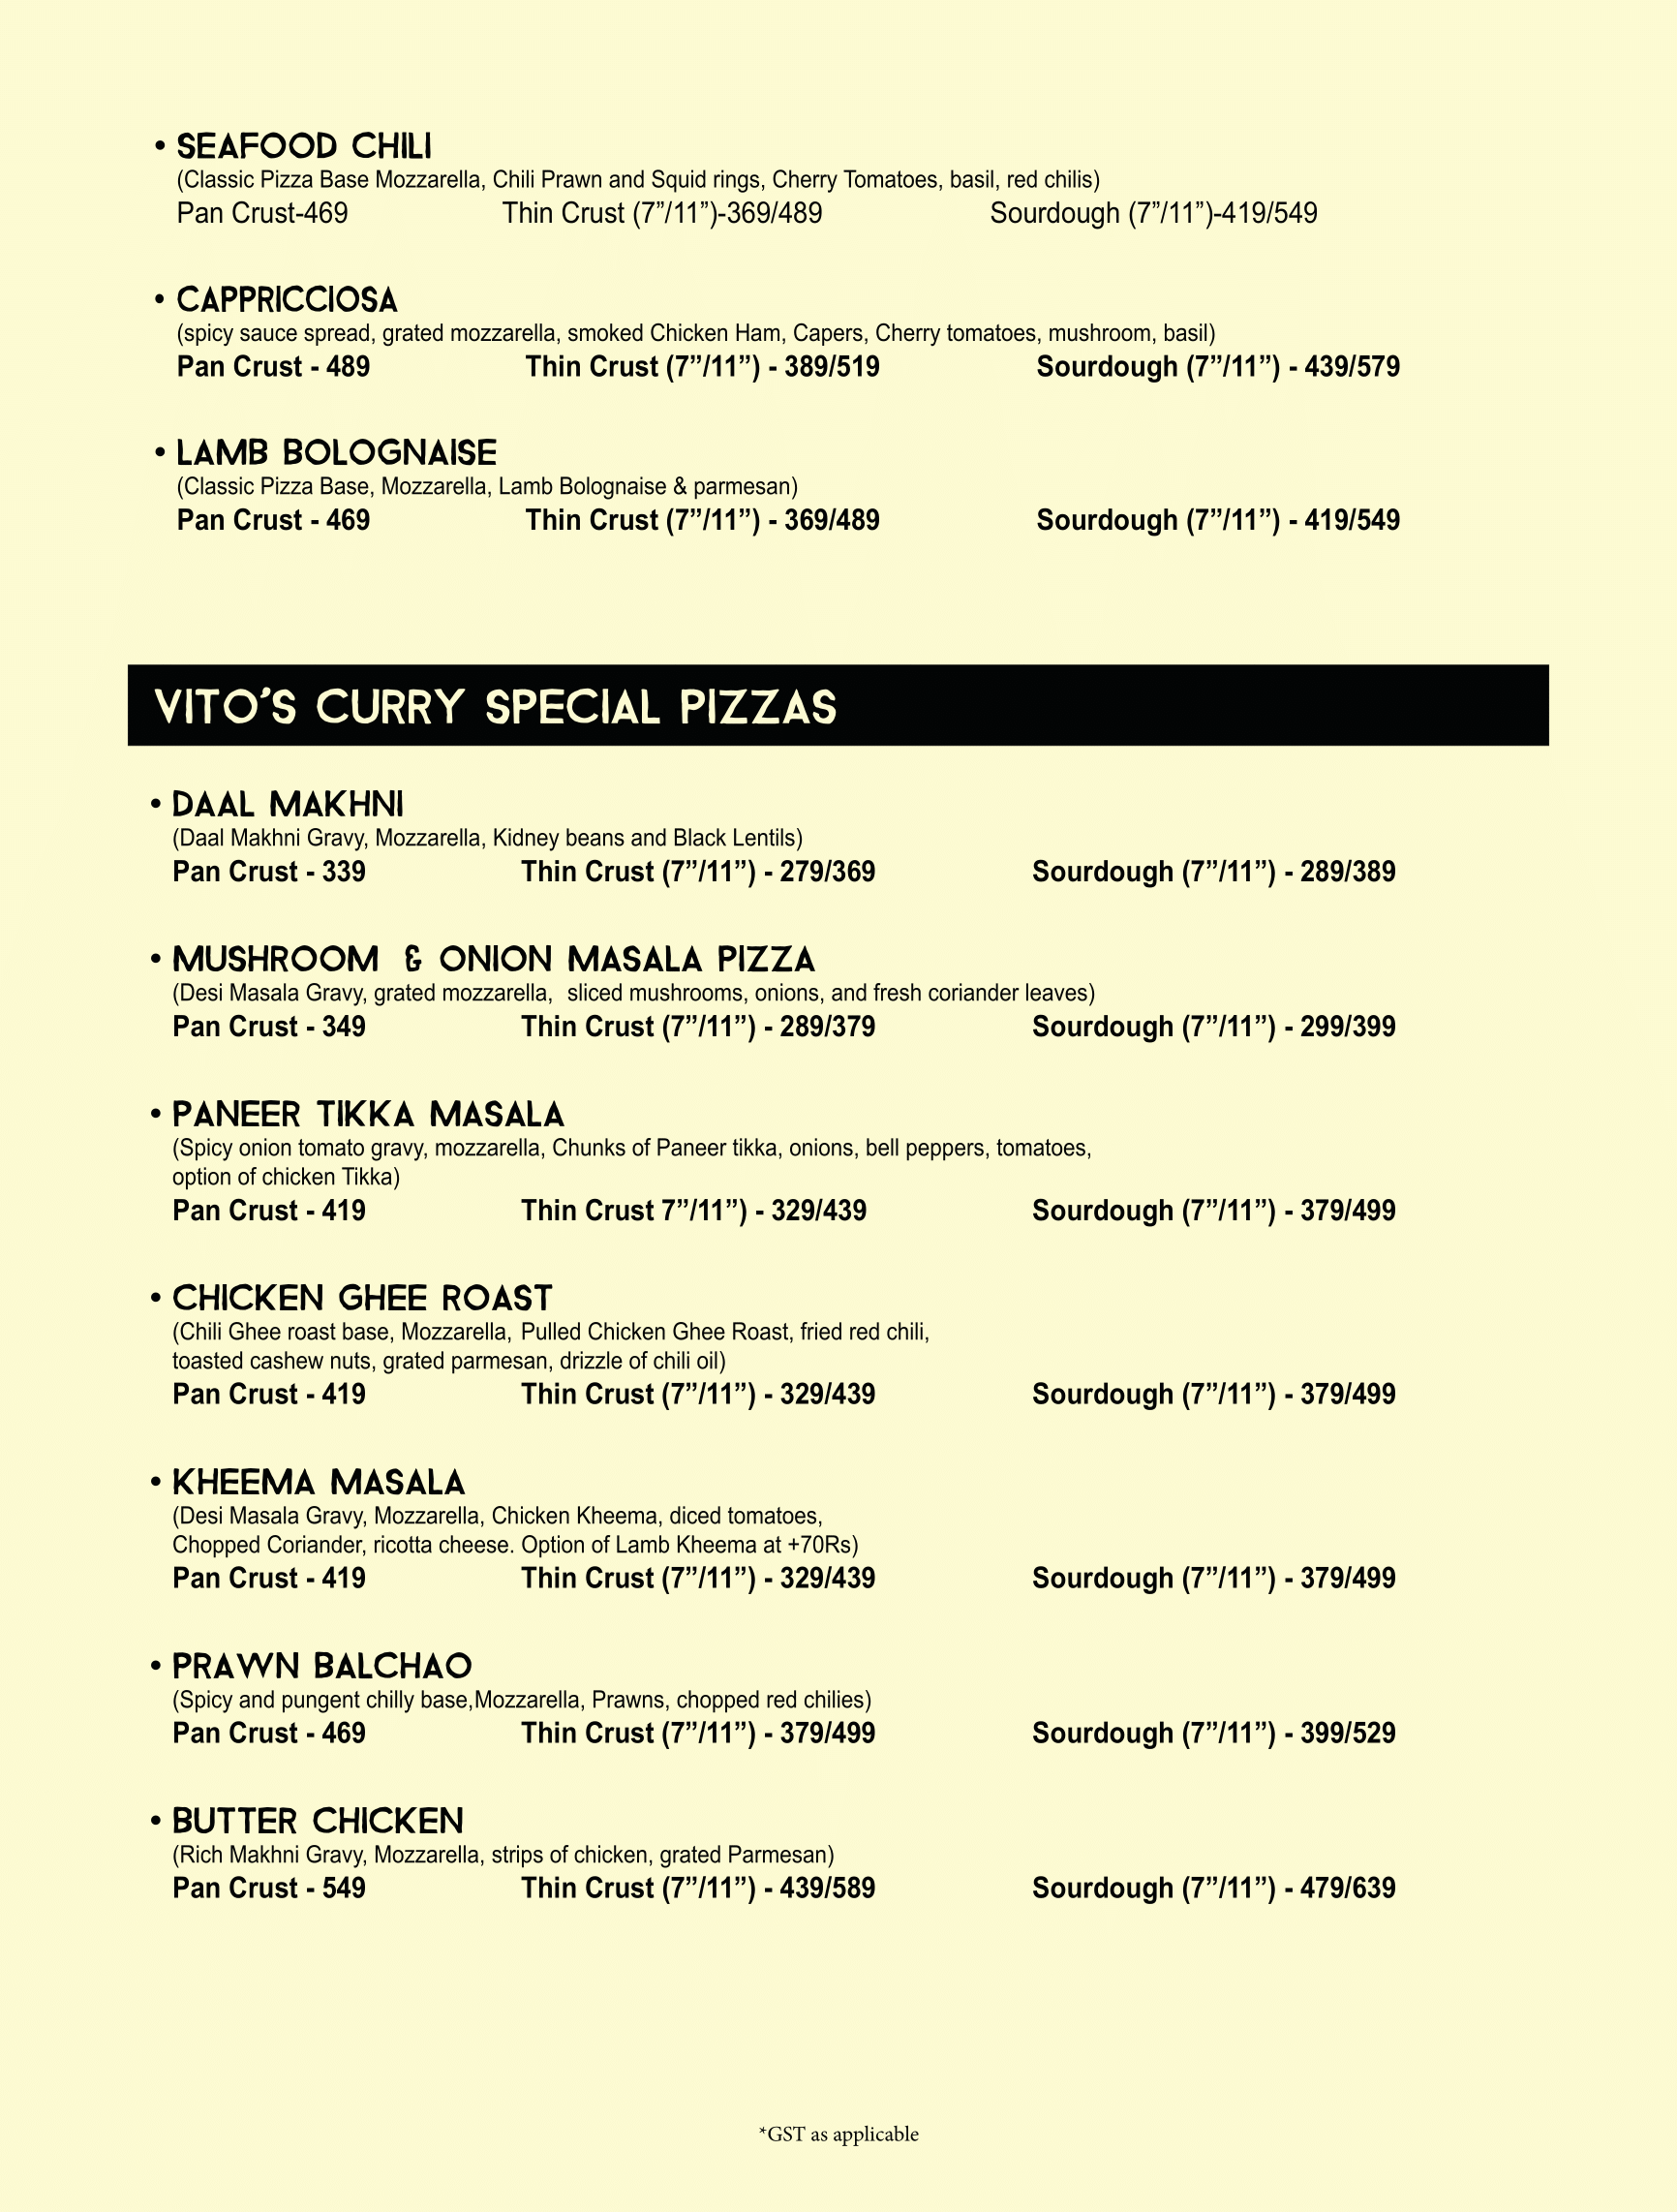 • SEAFOOD CHILI
(Classic Pizza Base Mozzarella, Chili Prawn and Squid rings, Cherry Tomatoes, basil, red chilis)
Pan Crust-469 Thin Crust (7”/11”)-369/489 Sourdough (7”/11”)-419/549
• CAPPRICCIOSA
(spicy sauce spread, grated mozzarella, smoked Chicken Ham, Capers, Cherry tomatoes, mushroom, basil)
Pan Crust - 489 Thin Crust (7”/11”) - 389/519 Sourdough (7”/11”) - 439/579
• LAMB BOLOGNAISE
(Classic Pizza Base, Mozzarella, Lamb Bolognaise & parmesan)
Pan Crust - 469 Thin Crust (7”/11”) - 369/489 Sourdough (7”/11”) - 419/549
VITO’S CURRY SPECIAL PIZZAS
• DAAL MAKHNI
(Daal Makhni Gravy, Mozzarella, Kidney beans and Black Lentils)
Pan Crust - 339 Thin Crust (7”/11”) - 279/369 Sourdough (7”/11”) - 289/389
• MUSHROOM & ONION MASALA PIZZA
(Desi Masala Gravy, grated mozzarella, sliced mushrooms, onions, and fresh coriander leaves)
Pan Crust - 349 Thin Crust (7”/11”) - 289/379 Sourdough (7”/11”) - 299/399
• PANEER TIKKA MASALA
(Spicy onion tomato gravy, mozzarella, Chunks of Paneer tikka, onions, bell peppers, tomatoes,
option of chicken Tikka)
Pan Crust - 419 Thin Crust 7”/11”) - 329/439 Sourdough (7”/11”) - 379/499
• CHICKEN GHEE ROAST
(Chili Ghee roast base, Mozzarella, Pulled Chicken Ghee Roast, fried red chili,
toasted cashew nuts, grated parmesan, drizzle of chili oil)
Pan Crust - 419 Thin Crust (7”/11”) - 329/439 Sourdough (7”/11”) - 379/499
• KHEEMA MASALA
(Desi Masala Gravy, Mozzarella, Chicken Kheema, diced tomatoes,
Chopped Coriander, ricotta cheese. Option of Lamb Kheema at +70Rs)
Pan Crust - 419 Thin Crust (7”/11”) - 329/439 Sourdough (7”/11”) - 379/499
• PRAWN BALCHAO
(Spicy and pungent chilly base,Mozzarella, Prawns, chopped red chilies)
Pan Crust - 469 Thin Crust (7”/11”) - 379/499 Sourdough (7”/11”) - 399/529
• BUTTER CHICKEN
(Rich Makhni Gravy, Mozzarella, strips of chicken, grated Parmesan)
Pan Crust - 549 Thin Crust (7”/11”) - 439/589 Sourdough (7”/11”) - 479/639
*GST as applicable